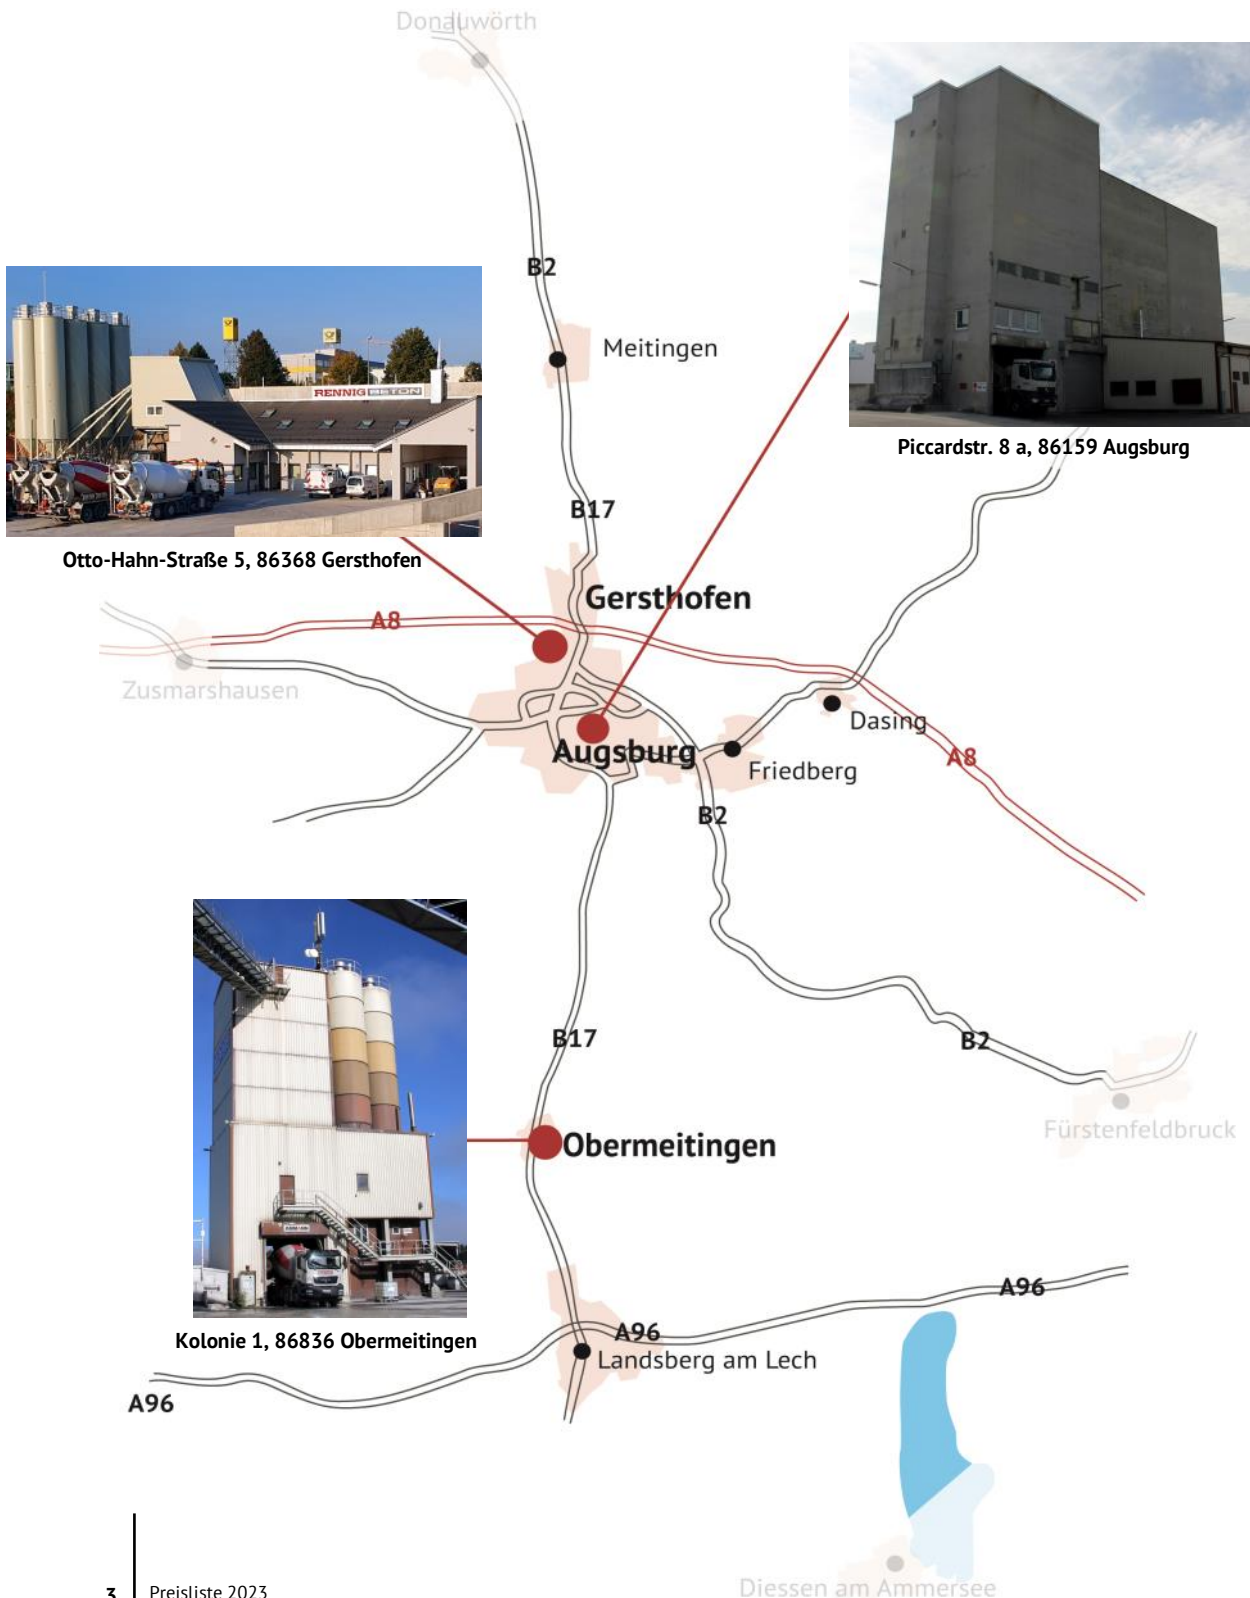 Donauwörth
B2
Meitingen
Piccardstr. 8 a, 86159 Augsburg
RENNIG BETON
B17
Otto-Hahn-Straße 5, 86368 Gersthofen
Gersthofen
A8
Zusmarshausen
Dasing
Augsburg
A8
Friedberg
B2
B17
B2
Fürstenfeldbruck
Obermeitingen
A96
Kolonie 1, 86836 Obermeitingen
A96
Landsberg am Lech
A96
Diessen am Ammersee
3
Preisliste 2023